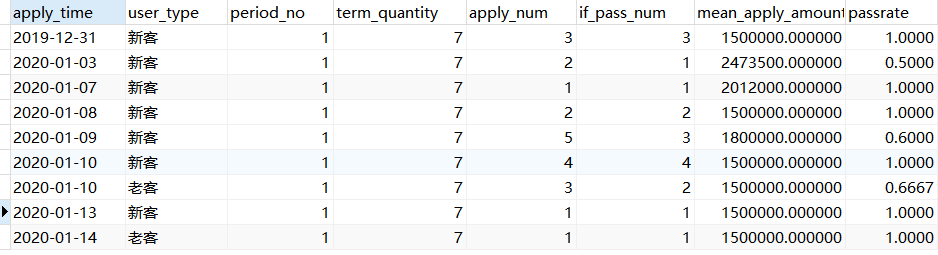 apply_time user_type period_no term_quantity apply_num if_pass_num mean_apply_amount passrate
2019-12-31 新客 1 7 3 3 1500000.000000 1.0000
2020-01-03 新客 1 7 2 1 2473500.000000 0.5000
2020-01-07 新客 1 7 1 1 2012000.000000 1.0000
2020-01-08 新客 1 7 2 2 1500000.000000 1.0000
2020-01-09 新客 1 7 5 3 1800000.000000 0.6000
2020-01-10 新客 1 7 4 4 1500000.000000 1.0000
2020-01-10 老客 1 7 3 2 1500000.000000 0.6667
2020-01-13 新客 1 7 1 1 1500000.000000 1.0000
2020-01-14 老客 1 7 1 1 1500000.000000 1.0000